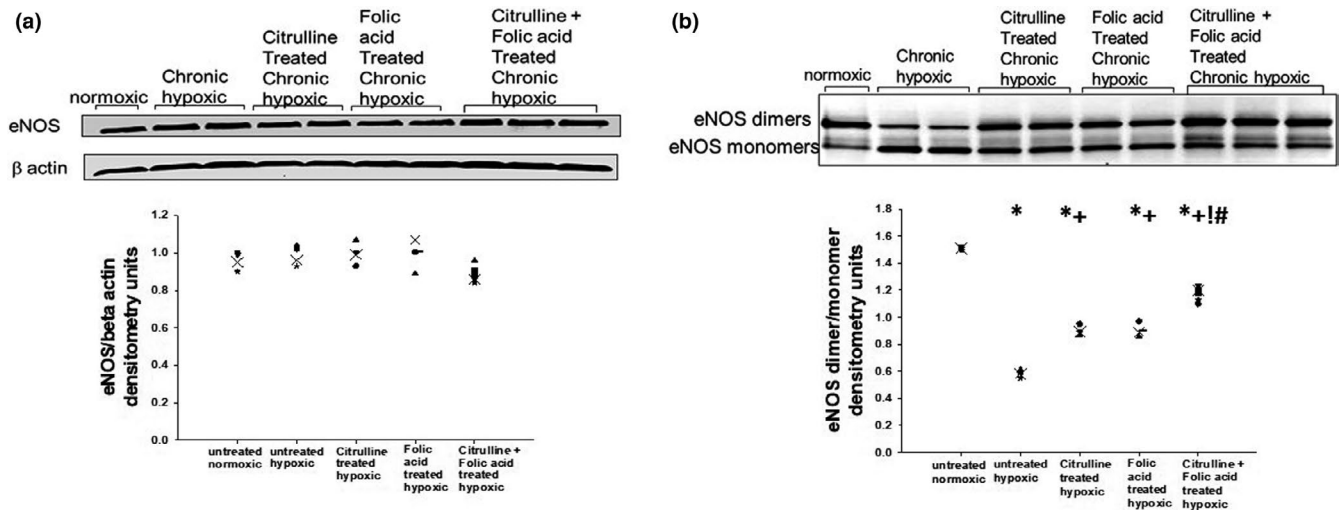 (a)
normoxic
Chronic
hypoxic
Citrulline
Treated
Chronic
hypoxic
Folic
acid
Treated
Chronic
hypoxic
Citrulline +
Folic acid
Treated
Chronic
hypoxic
eNOS
β actin
eNOS/beta actin
densitometry units
1.2
1.0
0.8
0.6
0.4
0.2
0.0
untreated
normoxic
untreated
hypoxic
Citrulline
treated
hypoxic
Folic
acid
treated
hypoxic
Citrulline +
Folic acid
treated
hypoxic
(b)
normoxic
Chronic
hypoxic
Citrulline
Treated
Chronic
hypoxic
Folic acid
Treated
Chronic
hypoxic
Citrulline +
Folic acid
Treated
Chronic hypoxic
eNOS dimers
eNOS monomers
eNOS dimer/monomer
densitometry units
1.8
1.6
1.4
1.2
1.0
0.8
0.6
0.4
0.2
0.0
*
*+
*+
*+!#
untreated
normoxic
untreated
hypoxic
Citrulline
treated
hypoxic
Folic
acid
treated
hypoxic
Citrulline +
Folic acid
treated
hypoxic